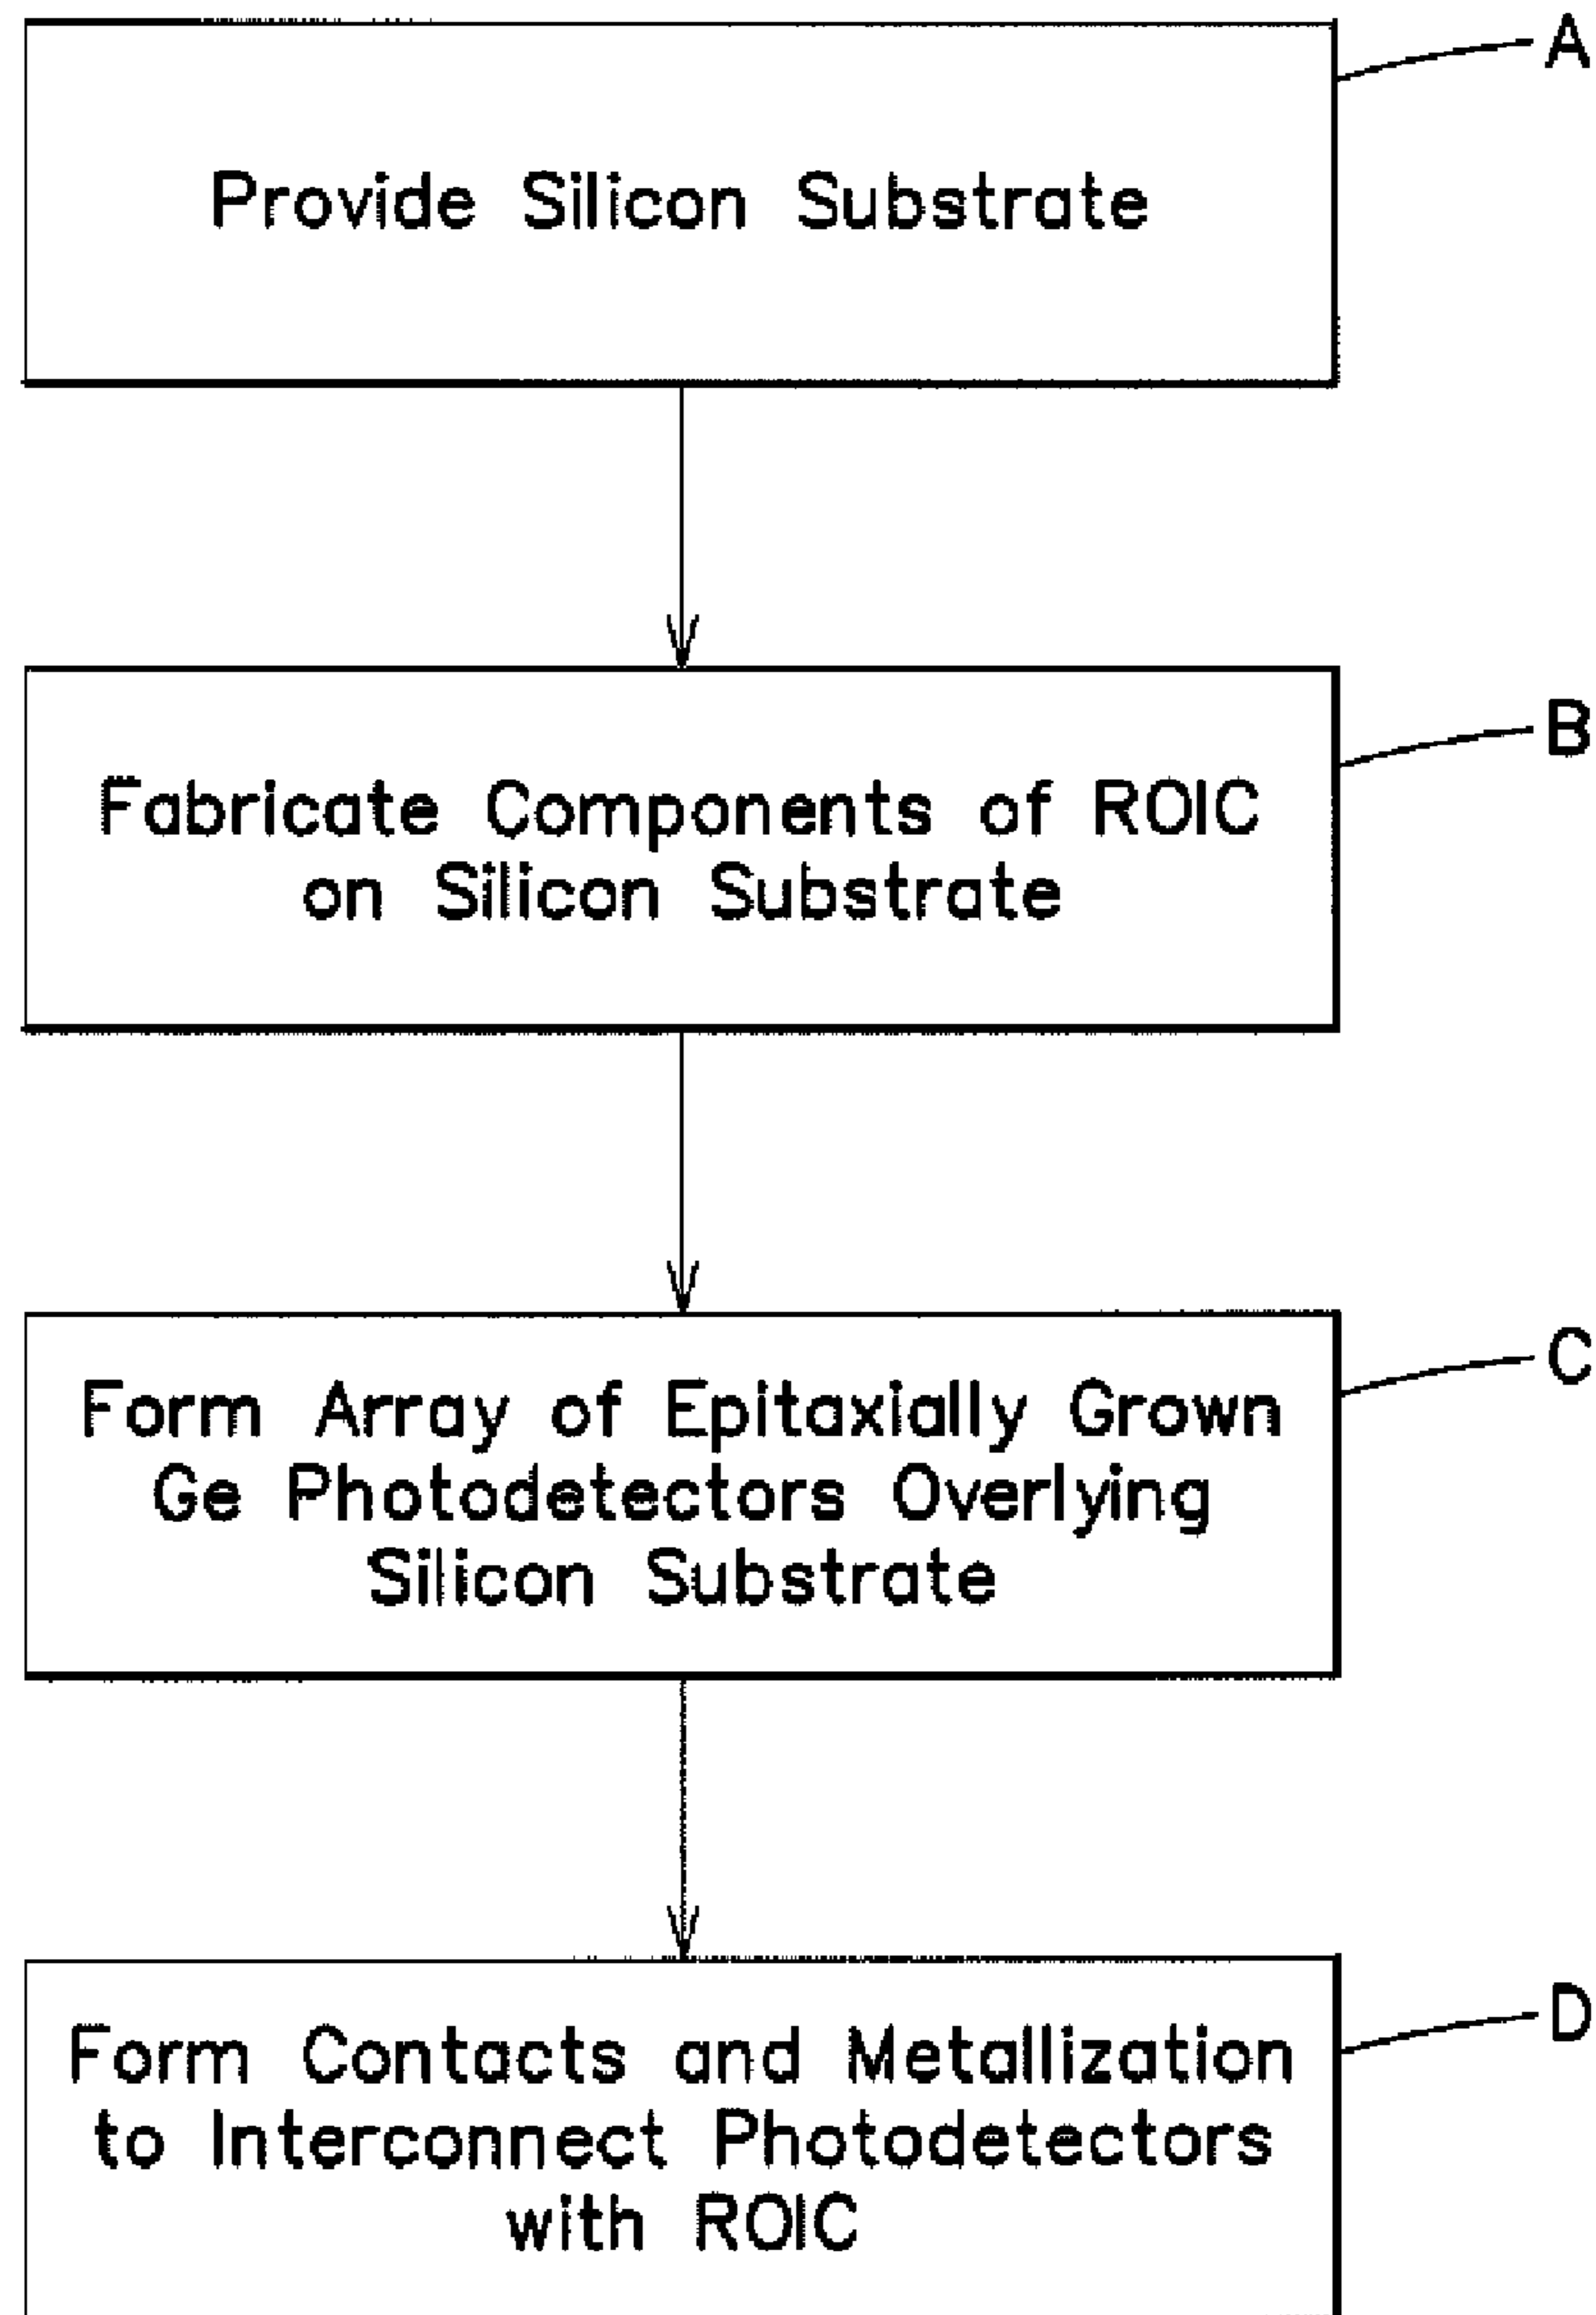 A
Provide Silicon Substrate
B
Fabricate Components of ROIC
on Silicon Substrate
C
Form Array of Epitaxially Grown
Ge Photodetectors Overlying
Silicon Substrate
D
Form Contacts and Metallization
to Interconnect Photodetectors
with ROIC